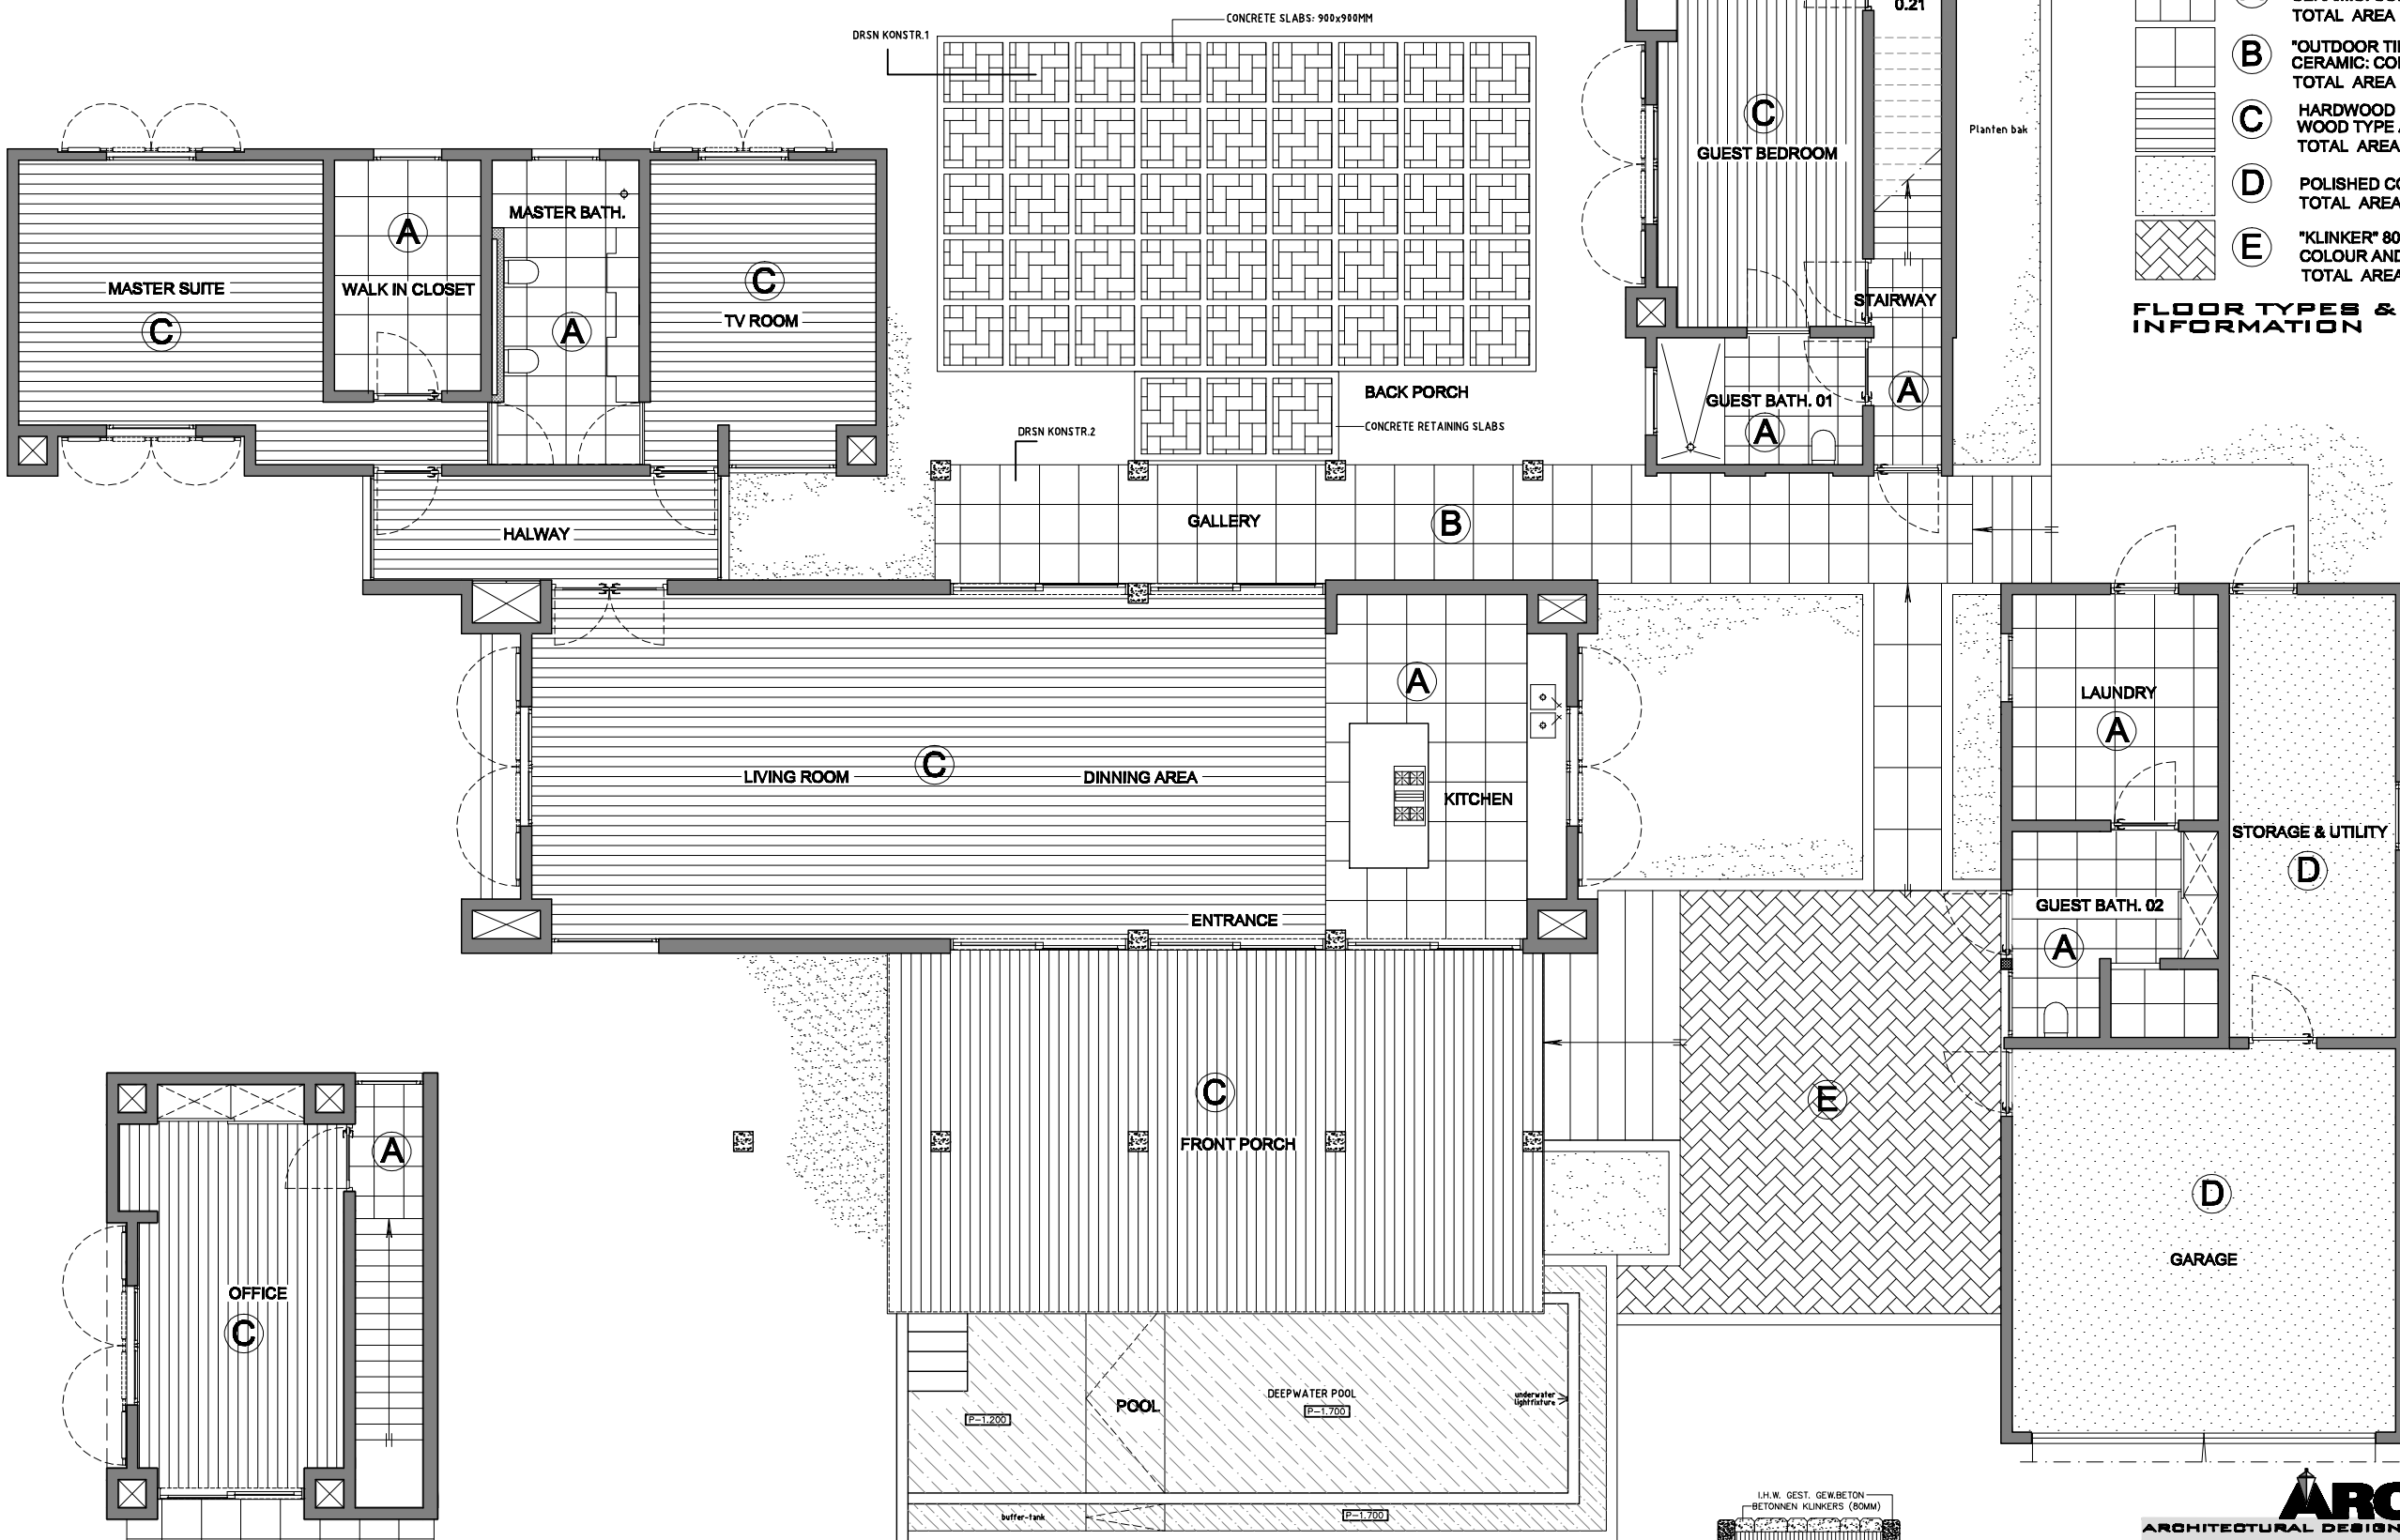 CONCRETE SLABS: 900x900MM
DRSN KONSTR.1
0.21
TOTAL AREA
B
"OUTDOOR
CERAMIC:
TOTAL AREA
C
HARDWOOD
WOOD TYPE
TOTAL AREA
D
POLISHED
TOTAL AREA
E
"KLINKER" 80
COLOUR
TOTAL AREA
FLOOR TYPES &
INFORMATION
Planten bak
C
GUEST BEDROOM
STAIRWAY
A
GUEST BATH. 01
A
MASTER SUITE
C
A
WALK IN CLOSET
MASTER BATH.
A
C
TV ROOM
BACK PORCH
CONCRETE RETAINING SLABS
DRSN KONSTR.2
HALWAY
GALLERY
B
A
LIVING ROOM
C
DINNING AREA
KITCHEN
ENTRANCE
LAUNDRY
A
STORAGE & UTILITY
D
GUEST BATH. 02
A
C
FRONT PORCH
E
D
GARAGE
A
OFFICE
C
POOL
DEEPWATER POOL
P-1.200
P-1.700
underwater
lightfixture
buffer-tank
P-1.700
I.H.W. GEST. GEW.BETON
BETONNEN KLINKERS (80MM)
ARC
ARCHITECTURAL DESIGN